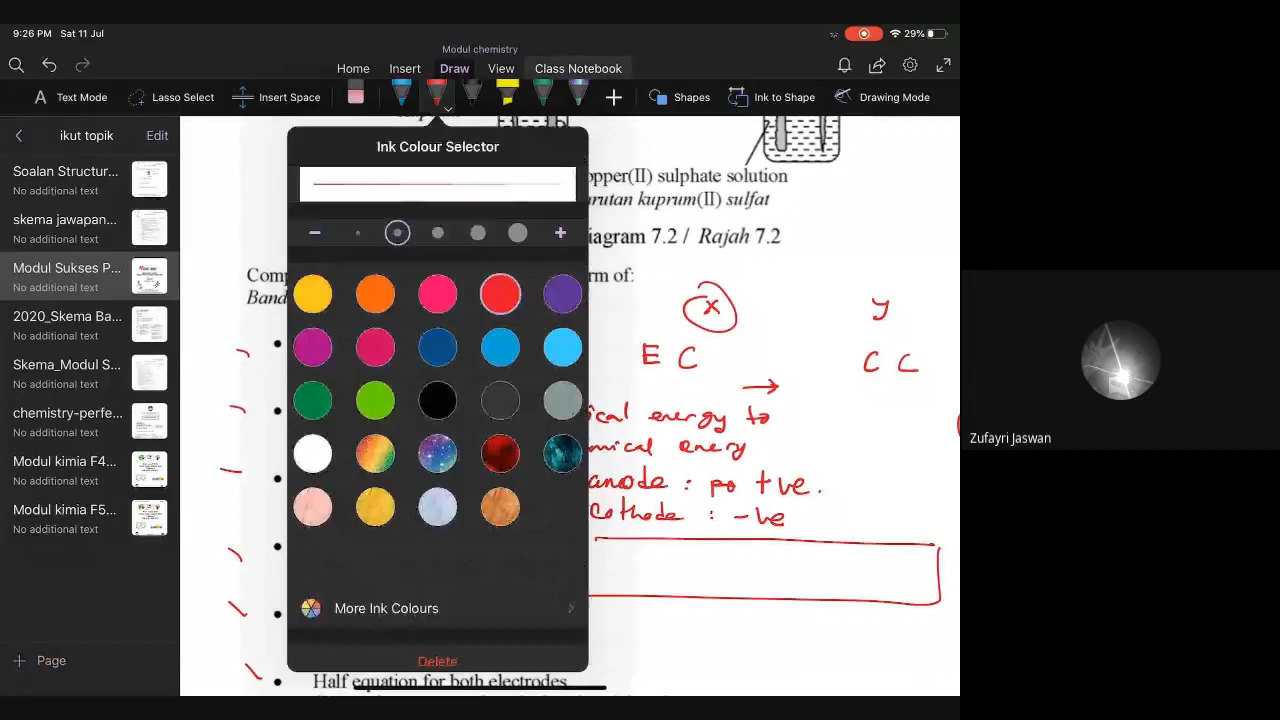 9:26 PM Sat 11 Jul
29%
Modul chemistry
Home Insert Draw View Class Notebook
Text Mode Lasso Select Insert Space Shapes Ink to Shape Drawing Mode
ikut topik Edit
Soalan Structur...
No additional text
skema jawapan...
No additional text
Modul Sukses P...
No additional text
2020_Skema Ba...
No additional text
Skema_Modul S...
No additional text
chemistry-perfe...
No additional text
Modul kimia F4...
No additional text
Modul kimia F5...
No additional text
Page
Ink Colour Selector
More Ink Colours
Delete
opper(II) sulphate solution
rutan kuprum(II) sulfat
iagram 7.2 / Rajah 7.2
Com
rm of:
Band
X y
E C C C
→
ical energy to
mical energy
anode : po +ve.
Cathode : -ve
Half equation for both electrodes
Zufayri Jaswan